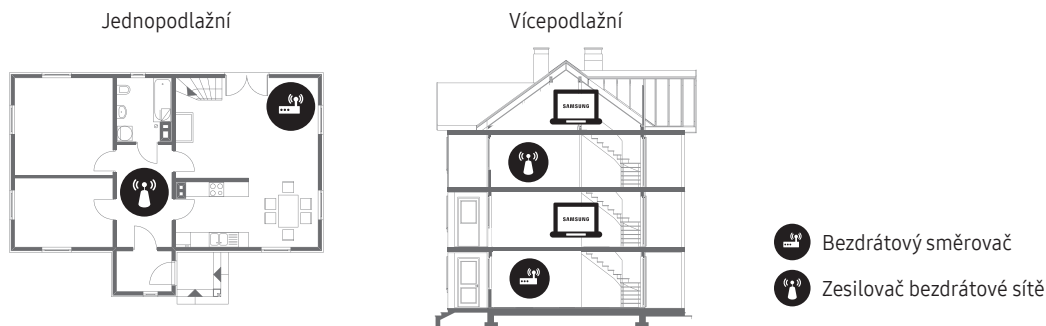 Jednopodlažní
Vícepodlažní
SAMSUNG
SAMSUNG
Bezdrátový směrovač
Zesilovač bezdrátové sítě